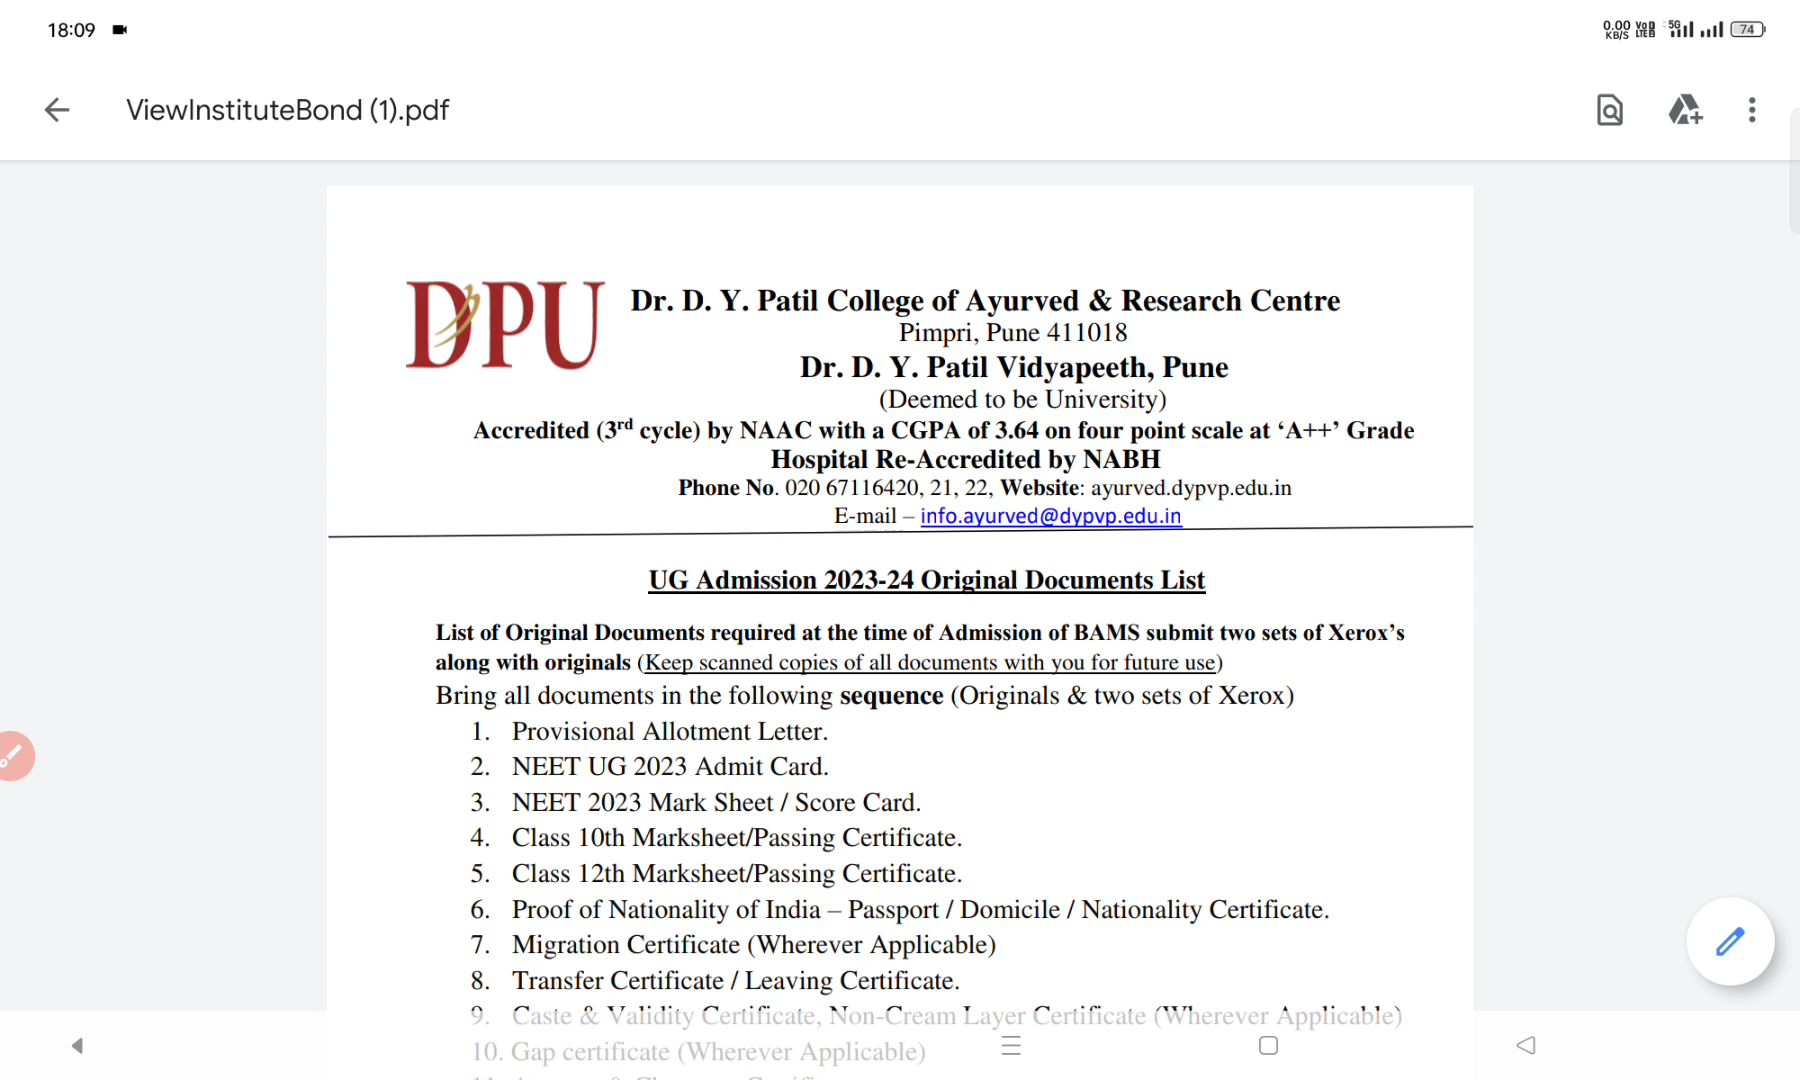 18:09
0.00 KB/S VoD LTE 5G 74
ViewInstituteBond (1).pdf
DPU
Dr. D. Y. Patil College of Ayurved & Research Centre
Pimpri, Pune 411018
Dr. D. Y. Patil Vidyapeeth, Pune
(Deemed to be University)
Accredited (3rd cycle) by NAAC with a CGPA of 3.64 on four point scale at ‘A++’ Grade
Hospital Re-Accredited by NABH
Phone No. 020 67116420, 21, 22, Website: ayurved.dypvp.edu.in
E-mail – info.ayurved@dypvp.edu.in
UG Admission 2023-24 Original Documents List
List of Original Documents required at the time of Admission of BAMS submit two sets of Xerox’s
along with originals (Keep scanned copies of all documents with you for future use)
Bring all documents in the following sequence (Originals & two sets of Xerox)
1. Provisional Allotment Letter.
2. NEET UG 2023 Admit Card.
3. NEET 2023 Mark Sheet / Score Card.
4. Class 10th Marksheet/Passing Certificate.
5. Class 12th Marksheet/Passing Certificate.
6. Proof of Nationality of India – Passport / Domicile / Nationality Certificate.
7. Migration Certificate (Wherever Applicable)
8. Transfer Certificate / Leaving Certificate.
9. Caste & Validity Certificate, Non-Cream Layer Certificate (Wherever Applicable)
10. Gap certificate (Wherever Applicable)